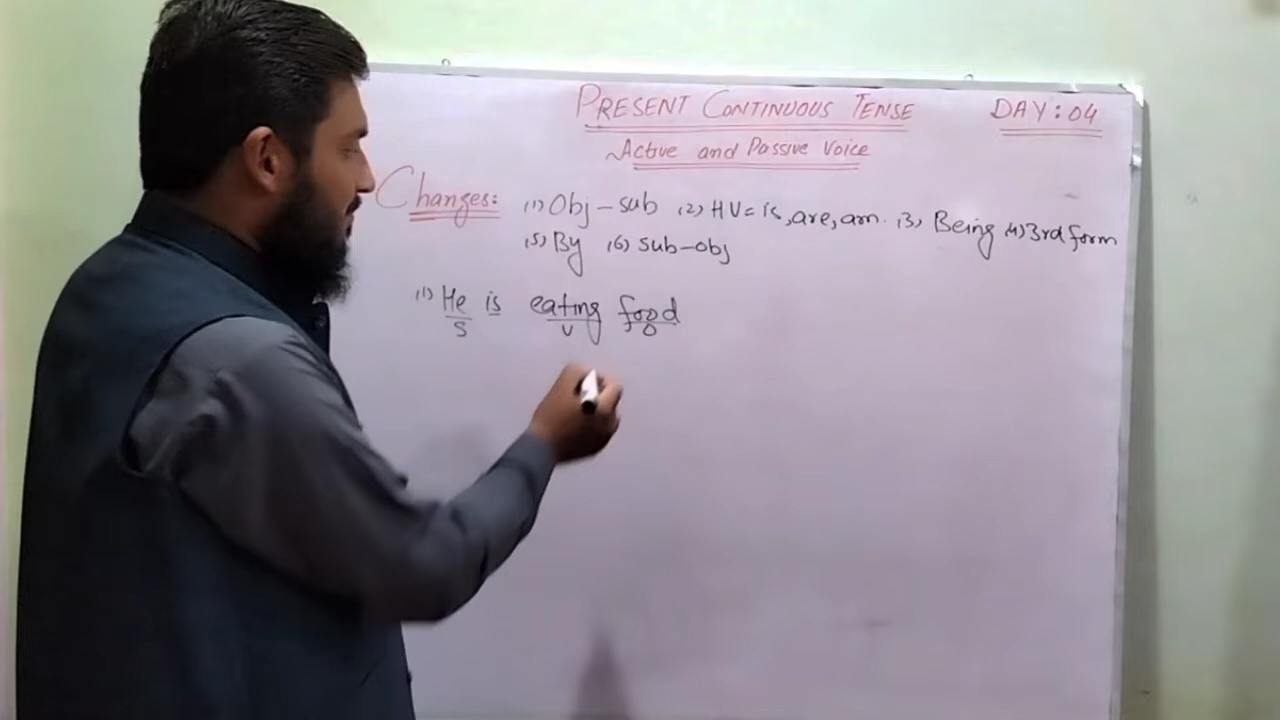 PRESENT CONTINUOUS TENSE DAY: 04
Active and Passive Voice
Changes: (1) Obj-sub (2) HV= is, are, am. (3) Being (4) 3rd form
(5) By (6) sub-obj
(1) He is eating food
S V O